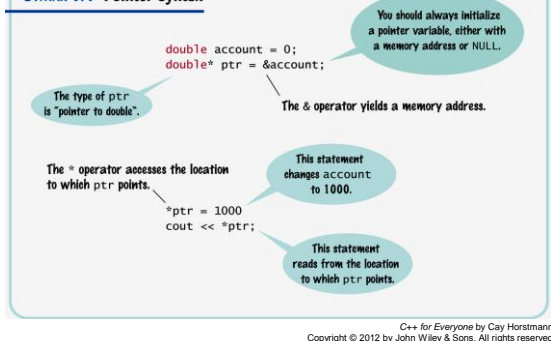 Pointer Syntax
You should always initialize
a pointer variable, either with
a memory address or NULL.
double account = 0;
double* ptr = &account;
The type of ptr
is "pointer to double".
The & operator yields a memory address.
The * operator accesses the location
to which ptr points.
This statement
changes account
to 1000.
*ptr = 1000
cout << *ptr;
This statement
reads from the location
to which ptr points.
C++ for Everyone by Cay Horstmann
Copyright © 2012 by John Wiley & Sons. All rights reserved